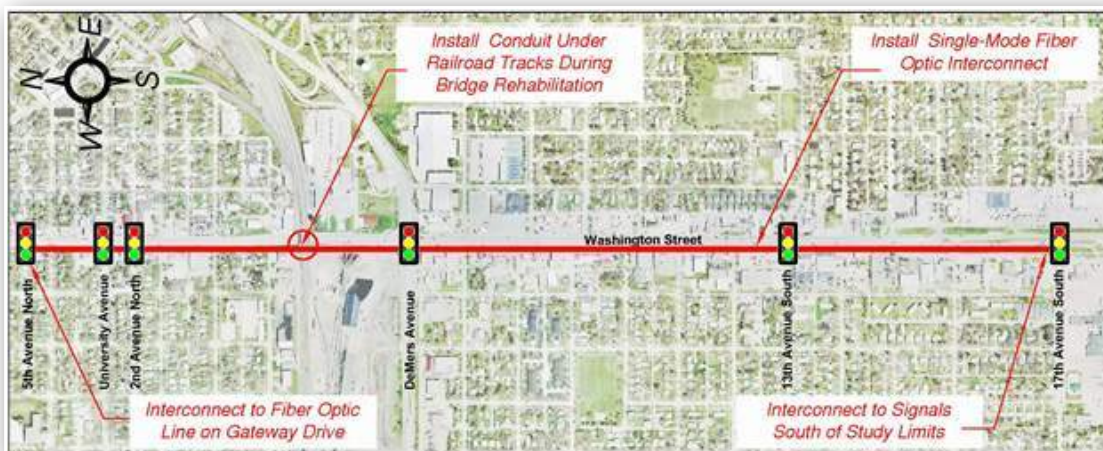 E
N
S
W
Install Conduit Under
Railroad Tracks During
Bridge Rehabilitation
Install Single-Mode Fiber
Optic Interconnect
Washington Street
5th Avenue North
University Avenue
2nd Avenue North
DeMers Avenue
13th Avenue South
17th Avenue South
Interconnect to Fiber Optic
Line on Gateway Drive
Interconnect to Signals
South of Study Limits